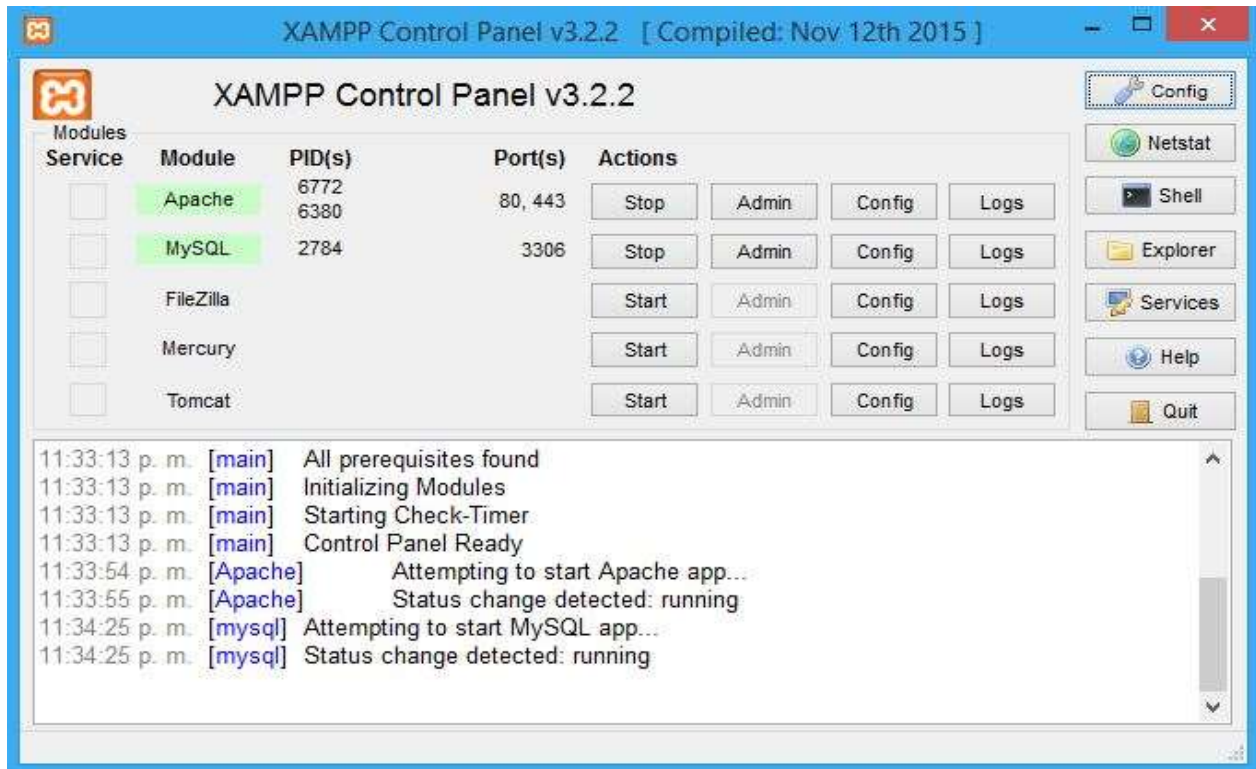 XAMPP Control Panel v3.2.2 [ Compiled: Nov 12th 2015 ]
XAMPP Control Panel v3.2.2
Config
Netstat
Shell
Explorer
Services
Help
Quit
Modules
Service Module PID(s) Port(s) Actions
Apache 6772 6380 80, 443 Stop Admin Config Logs
MySQL 2784 3306 Stop Admin Config Logs
FileZilla Start Admin Config Logs
Mercury Start Admin Config Logs
Tomcat Start Admin Config Logs
11:33:13 p. m. [main] All prerequisites found
11:33:13 p. m. [main] Initializing Modules
11:33:13 p. m. [main] Starting Check-Timer
11:33:13 p. m. [main] Control Panel Ready
11:33:54 p. m. [Apache] Attempting to start Apache app...
11:33:55 p. m. [Apache] Status change detected: running
11:34:25 p. m. [mysql] Attempting to start MySQL app...
11:34:25 p. m. [mysql] Status change detected: running